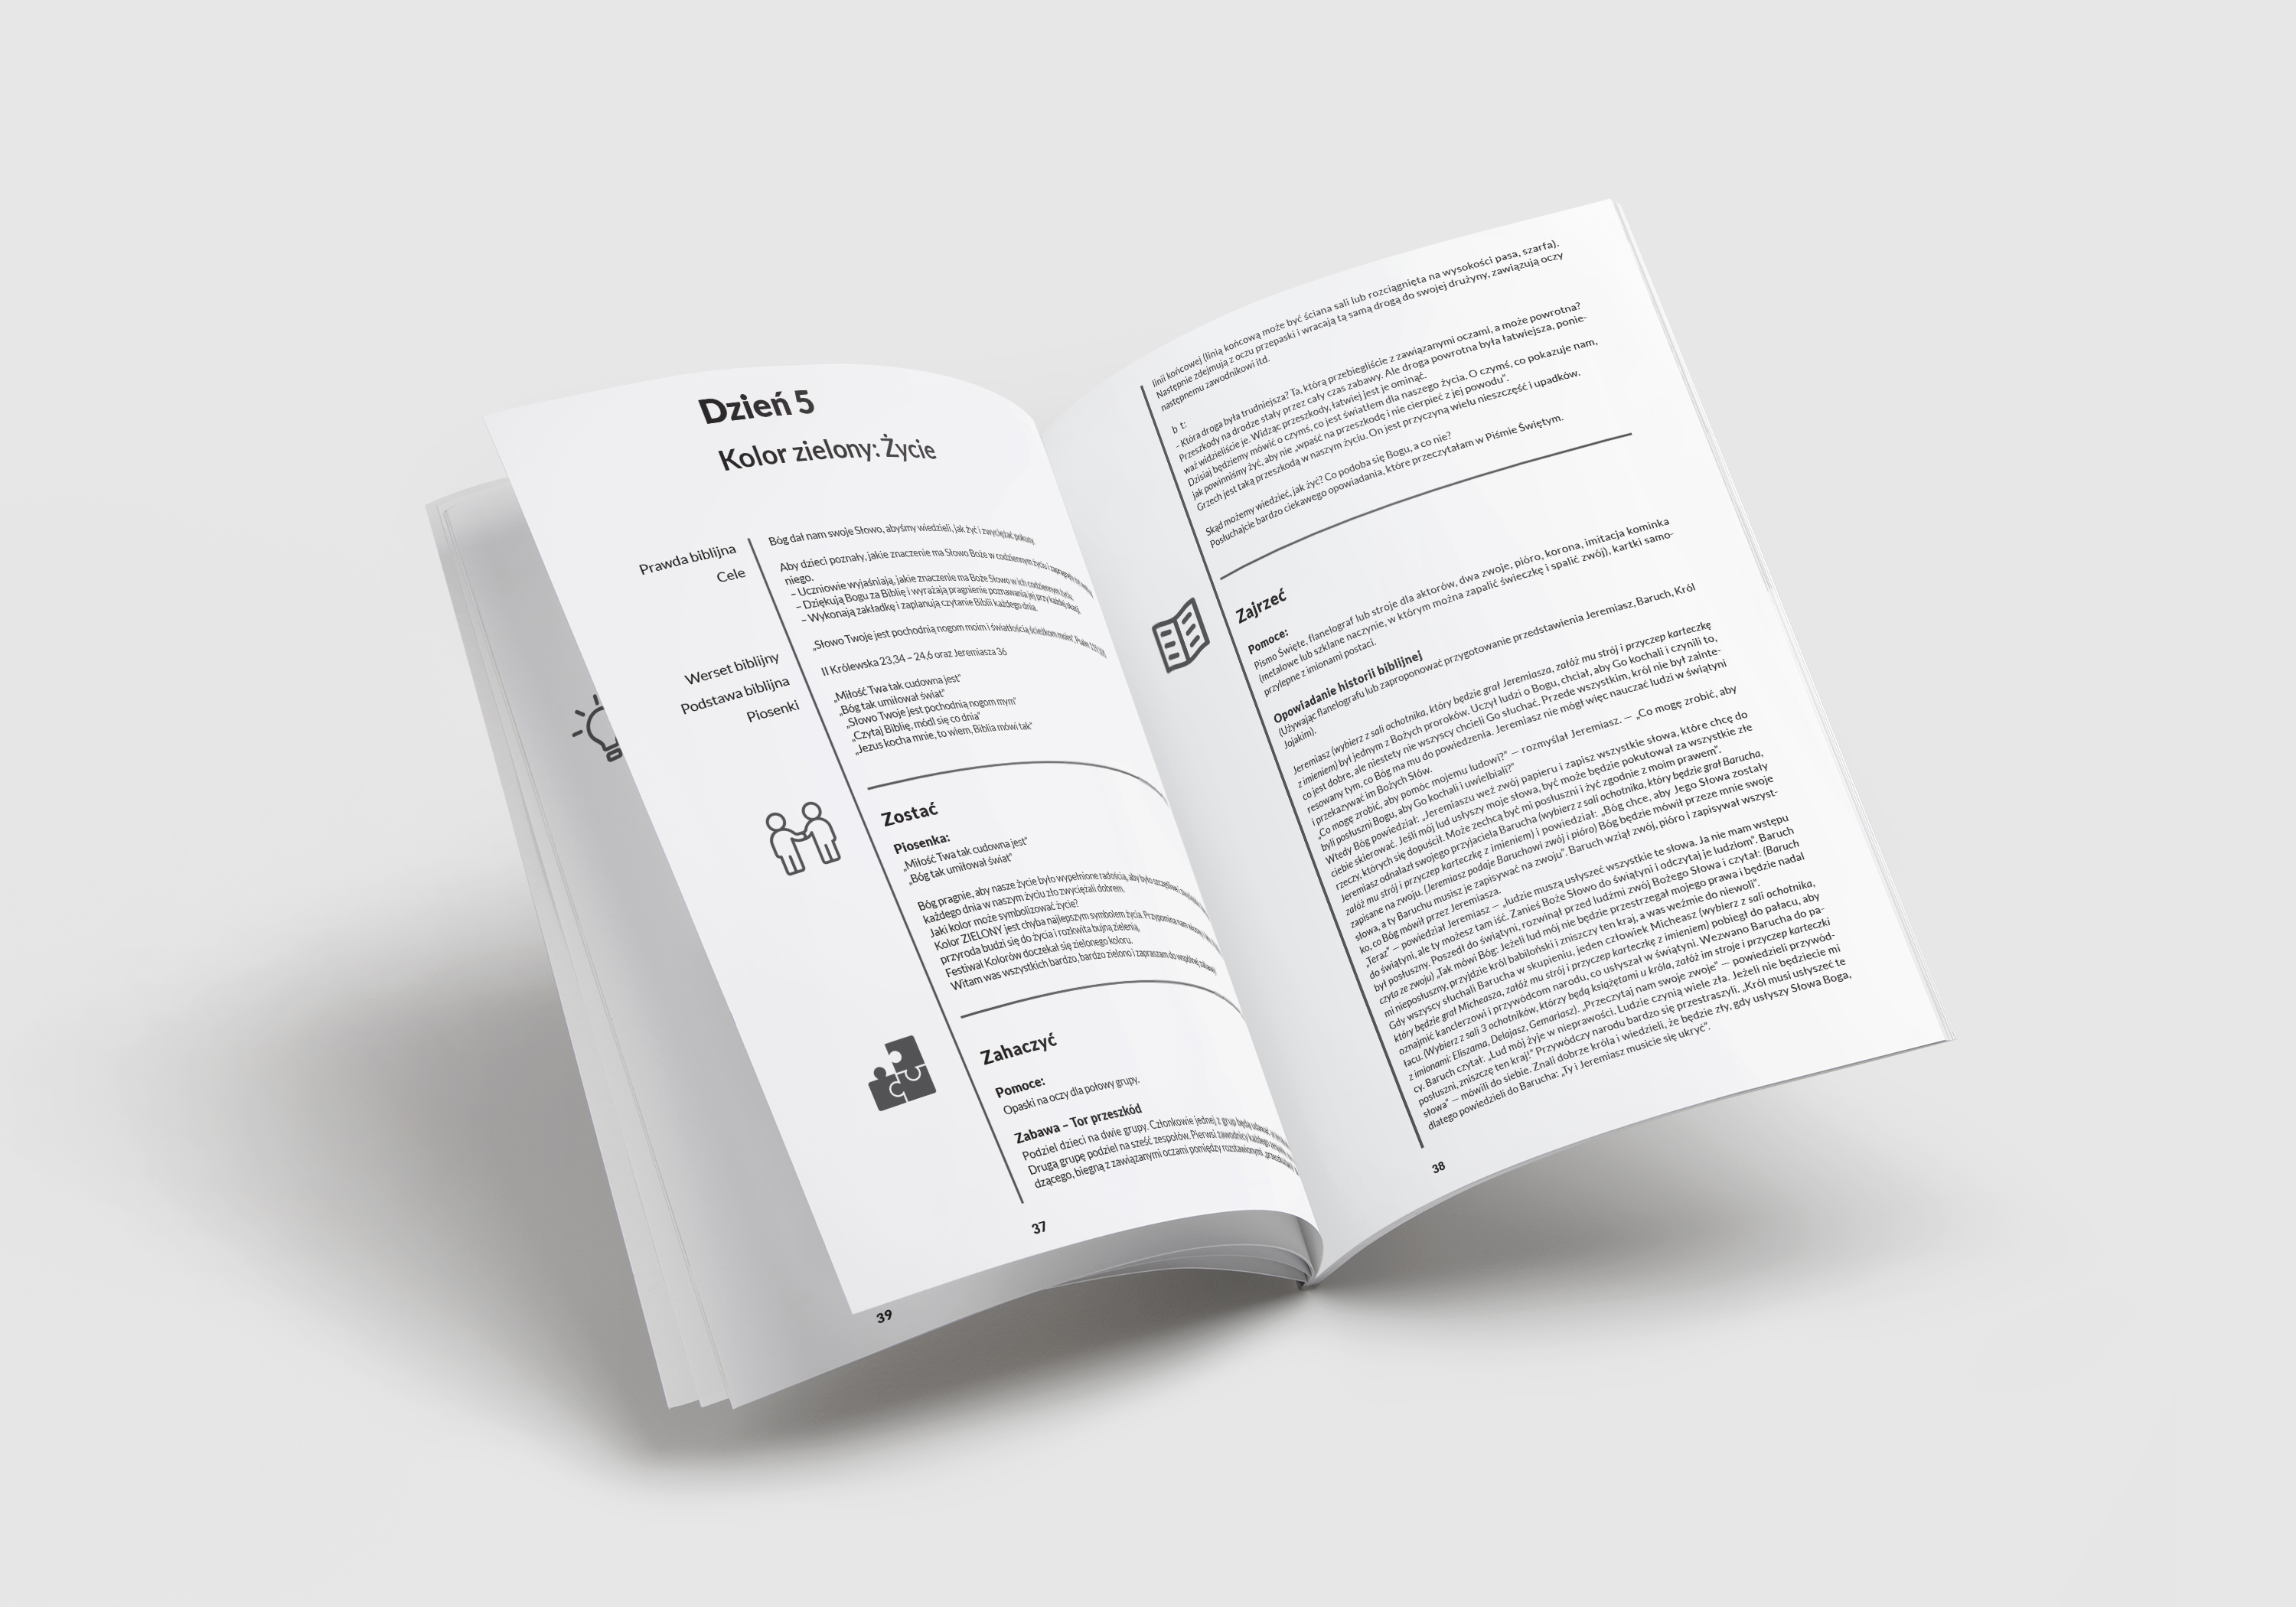 Dzień 5
Kolor zielony: Życie
Prawda biblijna
Bóg dał nam swoje Słowo, abyśmy wiedzieli, jak żyć i zwyciężać pokusy.
Cele
Aby dzieci poznały, jakie znaczenie ma Słowo Boże w codziennym życiu i
niego.
– Uczniowie wyjaśniają, jakie znaczenie ma Boże Słowo w ich codziennym życiu.
– Dziękują Bogu za Biblię i wyrażają pragnienie poznawania jej przy każdej okazji.
– Wykonają zakładkę i zaplanują czytanie Biblii każdego dnia.
Werset biblijny
„Słowo Twoje jest pochodnią nogom moim i światłością ścieżkom moim”,
Podstawa biblijna
II Królewska 23,34 – 24,6 oraz Jeremiasza 36
Piosenki
„Miłość Twa tak cudowna jest”
„Bóg tak umiłował świat”
„Słowo Twoje jest pochodnią nogom mym”
„Czytaj Biblię, módl się co dnia”
„Jezus kocha mnie, to wiem, Biblia mówi tak”
Zostać
Piosenka:
„Miłość Twa tak cudowna jest”
„Bóg tak umiłował świat”
Bóg pragnie, aby nasze życie było wypełnione radością, aby było szczęśliwe
każdego dnia w naszym życiu zło zwyciężali dobrem.
Jaki kolor może symbolizować życie?
Kolor ZIELONY jest chyba najlepszym symbolem życia. Przypomina nam
przyroda budzi się do życia i rozkwita bujną zielenią.
Festiwal Kolorów doczekał się zielonego koloru.
Witam was wszystkich bardzo, bardzo zielono i zapraszam do wspólnej zabawy.
Zahaczyć
Pomoce:
Opaski na oczy dla połowy grupy.
Zabawa – Tor przeszkód
Podziel dzieci na dwie grupy. Członkowie jednej z grup będą
Drugą grupę podziel na sześć zespołów. Pierwsi zawodnicy każdego
dzącego, biegną z zawiązanymi oczami pomiędzy rozstawionymi
37
39
linii końcowej (linią końcową może być ściana sali lub rozciągnięta na wysokości pasa, szarfa).
Następnie zdejmują z oczu przepaski i wracają tą samą drogą do swojej drużyny, zawiązują oczy
następnemu zawodnikowi itd.
b t:
– Która droga była trudniejsza? Ta, którą przebiegliście z zawiązanymi oczami, a może powrotna?
Przeszkody na drodze stały przez cały czas zabawy. Ale droga powrotna była łatwiejsza, ponie-
waż widzieliście je. Widząc przeszkody, łatwiej jest je ominąć.
Dzisiaj będziemy mówić o czymś, co jest światłem dla naszego życia. O czymś, co pokazuje nam,
jak powinniśmy żyć, aby nie „wpaść na przeszkodę i nie cierpieć z jej powodu”.
Grzech jest taką przeszkodą w naszym życiu. On jest przyczyną wielu nieszczęść i upadków.
Skąd możemy wiedzieć, jak żyć? Co podoba się Bogu, a co nie?
Posłuchajcie bardzo ciekawego opowiadania, które przeczytałam w Piśmie Świętym.
Zajrzeć
Pomoce:
Pismo Święte, flanelograf lub stroje dla aktorów, dwa zwoje, pióro, korona, imitacja kominka
(metalowe lub szklane naczynie, w którym można zapalić świeczkę i spalić zwój), kartki samo-
przylepne z imionami postaci.
Opowiadanie historii biblijnej
(Używając flanelografu lub zaproponować przygotowanie przedstawienia Jeremiasz, Baruch, Król
Jojakim).
Jeremiasz (wybierz z sali ochotnika, który będzie grał Jeremiasza, załóż mu strój i przyczep karteczkę
z imieniem) był jednym z Bożych proroków. Uczył ludzi o Bogu, chciał, aby Go kochali i czynili to,
co jest dobre, ale niestety nie wszyscy chcieli Go słuchać. Przede wszystkim, król nie był zainte-
resowany tym, co Bóg ma mu do powiedzenia. Jeremiasz nie mógł więc nauczać ludzi w świątyni
i przekazywać im Bożych Słów.
„Co mogę zrobić, aby pomóc mojemu ludowi?” — rozmyślał Jeremiasz. — „Co mogę zrobić, aby
byli posłuszni Bogu, aby Go kochali i uwielbiali?”
Wtedy Bóg powiedział: „Jeremiaszu weź zwój papieru i zapisz wszystkie słowa, które chcę do
ciebie skierować. Jeśli mój lud usłyszy moje słowa, być może będzie pokutował za wszystkie złe
rzeczy, których się dopuścił. Może zechcą być mi posłuszni i żyć zgodnie z moim prawem”.
Jeremiasz odnalazł swojego przyjaciela Barucha (wybierz z sali ochotnika, który będzie grał Barucha,
załóż mu strój i przyczep karteczkę z imieniem) i powiedział: „Bóg chce, aby Jego Słowa zostały
zapisane na zwoju. (Jeremiasz podaje Baruchowi zwój i pióro) Bóg będzie mówił przeze mnie swoje
słowa, a ty Baruchu musisz je zapisywać na zwoju”. Baruch wziął zwój, pióro i zapisywał wszyst-
ko, co Bóg mówił przez Jeremiasza.
„Teraz” — powiedział Jeremiasz — „ludzie muszą usłyszeć wszystkie te słowa. Ja nie mam wstępu
do świątyni, ale ty możesz tam iść. Zanieś Boże Słowo do świątyni i odczytaj je ludziom”. Baruch
był posłuszny. Poszedł do świątyni, rozwinął przed ludźmi zwój Bożego Słowa i czytał: (Baruch
czyta ze zwoju) „Tak mówi Bóg: Jeżeli lud mój nie będzie przestrzegał mojego prawa i będzie nadal
mi nieposłuszny, przyjdzie król babiloński i zniszczy ten kraj, a was weźmie do niewoli”.
Gdy wszyscy słuchali Barucha w skupieniu, jeden człowiek Micheasz (wybierz z sali ochotnika,
który będzie grał Micheasza, załóż mu strój i przyczep karteczkę z imieniem) pobiegł do pałacu, aby
oznajmić kanclerzowi i przywódcom narodu, co usłyszał w świątyni. Wezwano Barucha do pa-
łacu. (Wybierz z sali 3 ochotników, którzy będą książętami u króla, załóż im stroje i przyczep karteczki
z imionami: Eliszama, Delajasz, Gemariasz). „Przeczytaj nam swoje zwoje” — powiedzieli przywód-
cy. Baruch czytał: „Lud mój żyje w nieprawości. Ludzie czynią wiele zła. Jeżeli nie będziecie mi
posłuszni, zniszczę ten kraj!” Przywódczy narodu bardzo się przestraszyli. „Król musi usłyszeć te
słowa” — mówili do siebie. Znali dobrze króla i wiedzieli, że będzie zły, gdy usłyszy Słowa Boga,
dlatego powiedzieli do Barucha: „Ty i Jeremiasz musicie się ukryć”.
38